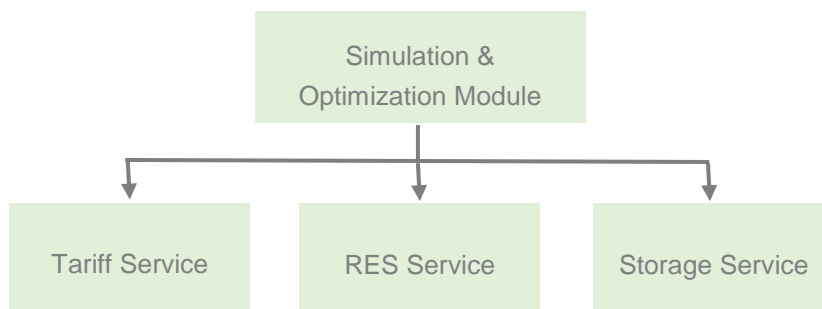 Simulation &
Optimization Module
Tariff Service
RES Service
Storage Service